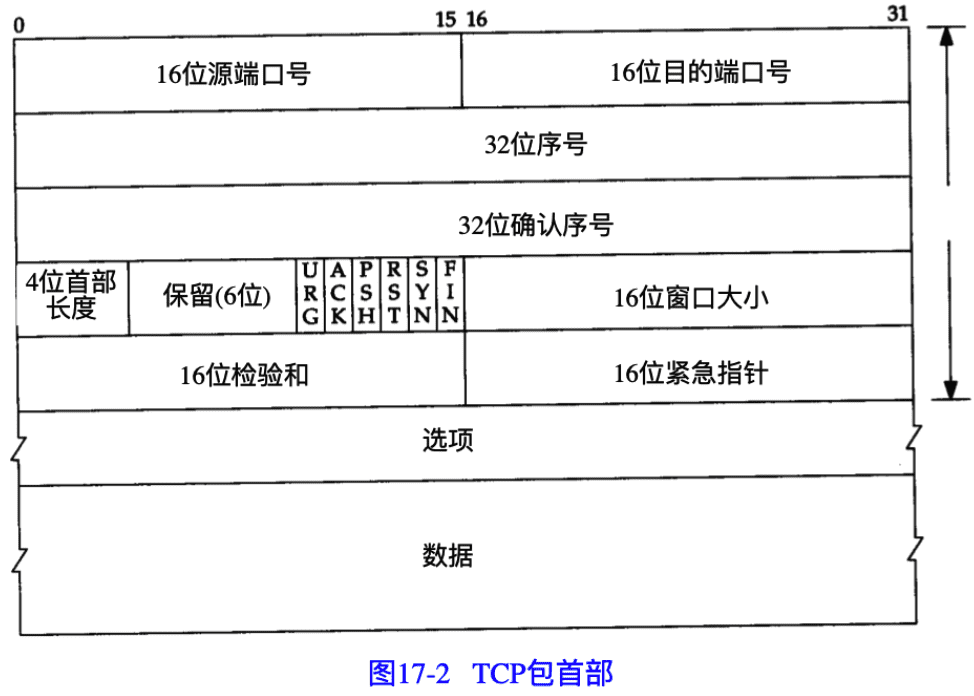 0 15 16 31
16位源端口号 16位目的端口号
32位序号
32位确认序号
4位首部
长度
保留(6位)
URG
ACK
PSH
RST
SYN
FIN
16位窗口大小
16位检验和 16位紧急指针
选项
数据
图17-2 TCP包首部